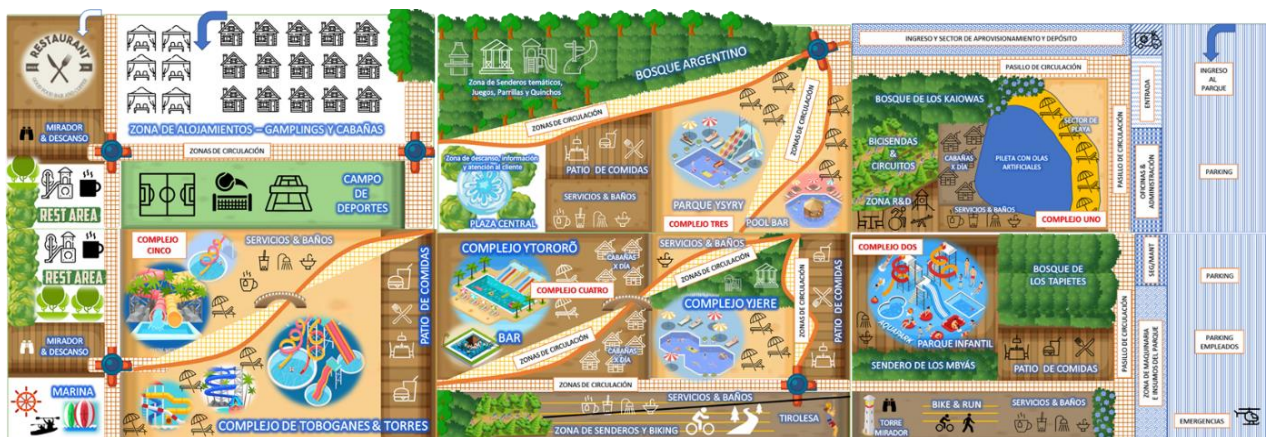 RESTAURANT
MIRADOR
& DESCANSO
ZONA DE ALOJAMIENTOS – GAMPLINGS Y CABAÑAS
ZONAS DE CIRCULACIÓN
CAMPO
DE
DEPORTES
REST AREA
REST AREA
MIRADOR
& DESCANSO
MARINA
COMPLEJO
CINCO
SERVICIOS & BAÑOS
PATIO DE COMIDAS
COMPLEJO DE TOBOGANES & TORRES
Zona de Senderos temáticos,
Juegos, Parrillas y Quinchos
BOSQUE ARGENTINO
ZONAS DE CIRCULACIÓN
ZONAS DE CIRCULACIÓN
Zona de descanso, información
y atención al cliente
PLAZA CENTRAL
PATIO DE COMIDAS
SERVICIOS & BAÑOS
PARQUE YSYRY
COMPLEJO TRES
POOL BAR
COMPLEJO YTORORÕ
CABAÑAS
X DÍA
COMPLEJO CUATRO
BAR
ZONAS DE CIRCULACIÓN
SERVICIOS & BAÑOS
ZONAS DE CIRCULACIÓN
COMPLEJO YJERE
CABAÑAS
X DÍA
ZONAS DE CIRCULACIÓN
PATIO DE COMIDAS
ZONAS DE CIRCULACIÓN
SERVICIOS & BAÑOS
ZONA DE SENDEROS Y BIKING
TIROLESA
INGRESO Y SECTOR DE APROVISIONAMIENTO Y DEPÓSITO
PASILLO DE CIRCULACIÓN
BOSQUE DE LOS KAIOWAS
BICISENDAS
&
CIRCUITOS
CABAÑAS
X DÍA
PILETA CON OLAS
ARTIFICIALES
SECTOR DE
PLAYA
ZONA R&D
SERVICIOS & BAÑOS
COMPLEJO UNO
PASILLO DE CIRCULACIÓN
ENTRADA
OFICINAS &
ADMINISTRACIÓN
INGRESO
AL
PARQUE
PARKING
COMPLEJO DOS
AQUAPLAY
PARQUE INFANTIL
BOSQUE DE
LOS TAPIETES
SENDERO DE LOS MBYÁS
PATIO DE COMIDAS
PASILLO DE CIRCULACIÓN
SEG/MANT
ZONA DE MAQUINARIA
E INSUMOS DEL PARQUE
PARKING
PARKING
EMPLEADOS
EMERGENCIAS
TORRE
MIRADOR
BIKE & RUN
SERVICIOS & BAÑOS